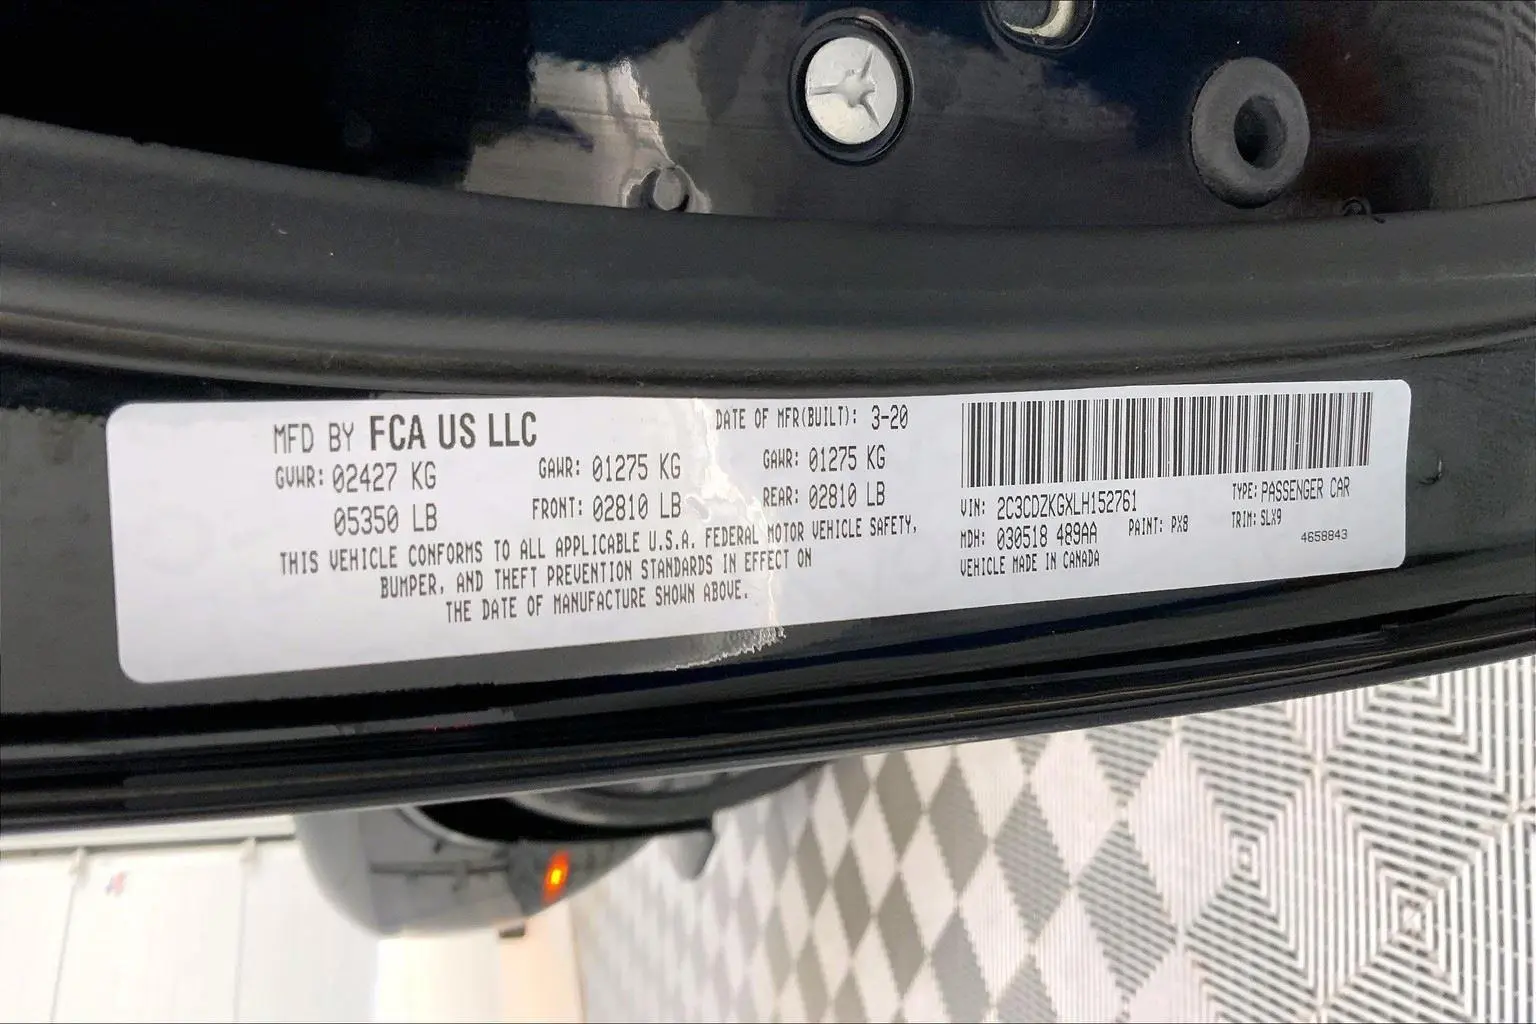 MFD BY FCA US LLC
DATE OF MFR(BUILT): 3-20
GVWR: 02427 KG
GAWR: 01275 KG
GAWR: 01275 KG
05350 LB
FRONT: 02810 LB
REAR: 02810 LB
THIS VEHICLE CONFORMS TO ALL APPLICABLE U.S.A. FEDERAL MOTOR VEHICLE SAFETY,
BUMPER, AND THEFT PREVENTION STANDARDS IN EFFECT ON
THE DATE OF MANUFACTURE SHOWN ABOVE.
VIN: 2C3CDZKGXLH152761
TYPE: PASSENGER CAR
MDH: 030518 489AA
PAINT: PX8
TRIM: SLX9
VEHICLE MADE IN CANADA
4658843